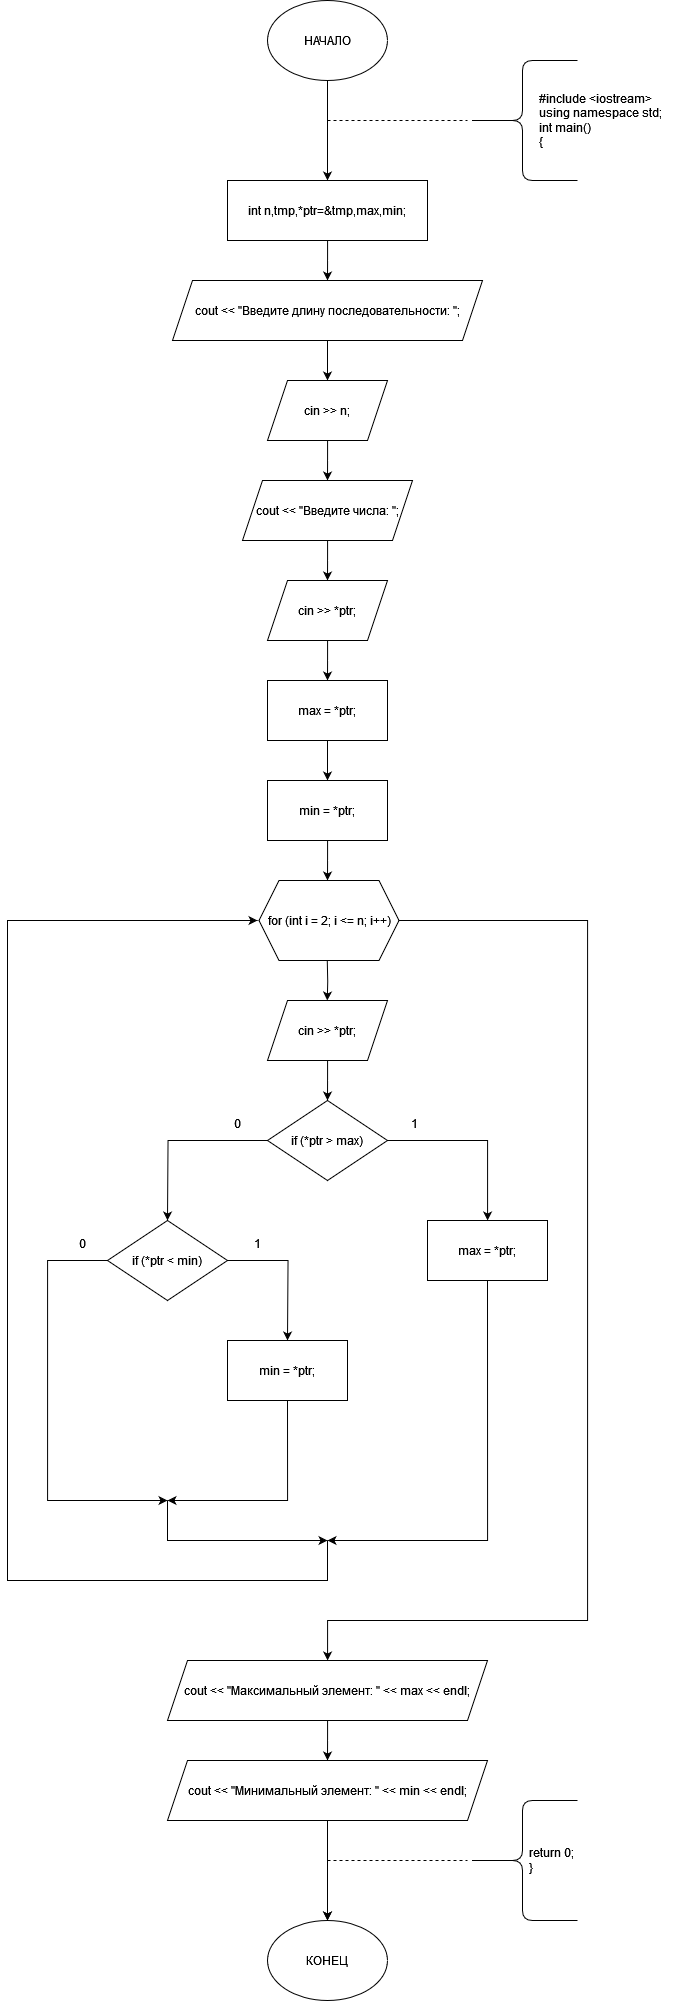 НАЧАЛО
#include <iostream>
using namespace std;
int main()
{
int n,tmp,*ptr=&tmp,max,min;
cout << "Введите длину последовательности: ";
cin >> n;
cout << "Введите числа: ";
cin >> *ptr;
max = *ptr;
min = *ptr;
for (int i = 2; i <= n; i++)
cin >> *ptr;
0
1
if (*ptr > max)
0
1
if (*ptr < min)
max = *ptr;
min = *ptr;
cout << "Максимальный элемент: " << max << endl;
cout << "Минимальный элемент: " << min << endl;
return 0;
}
КОНЕЦ